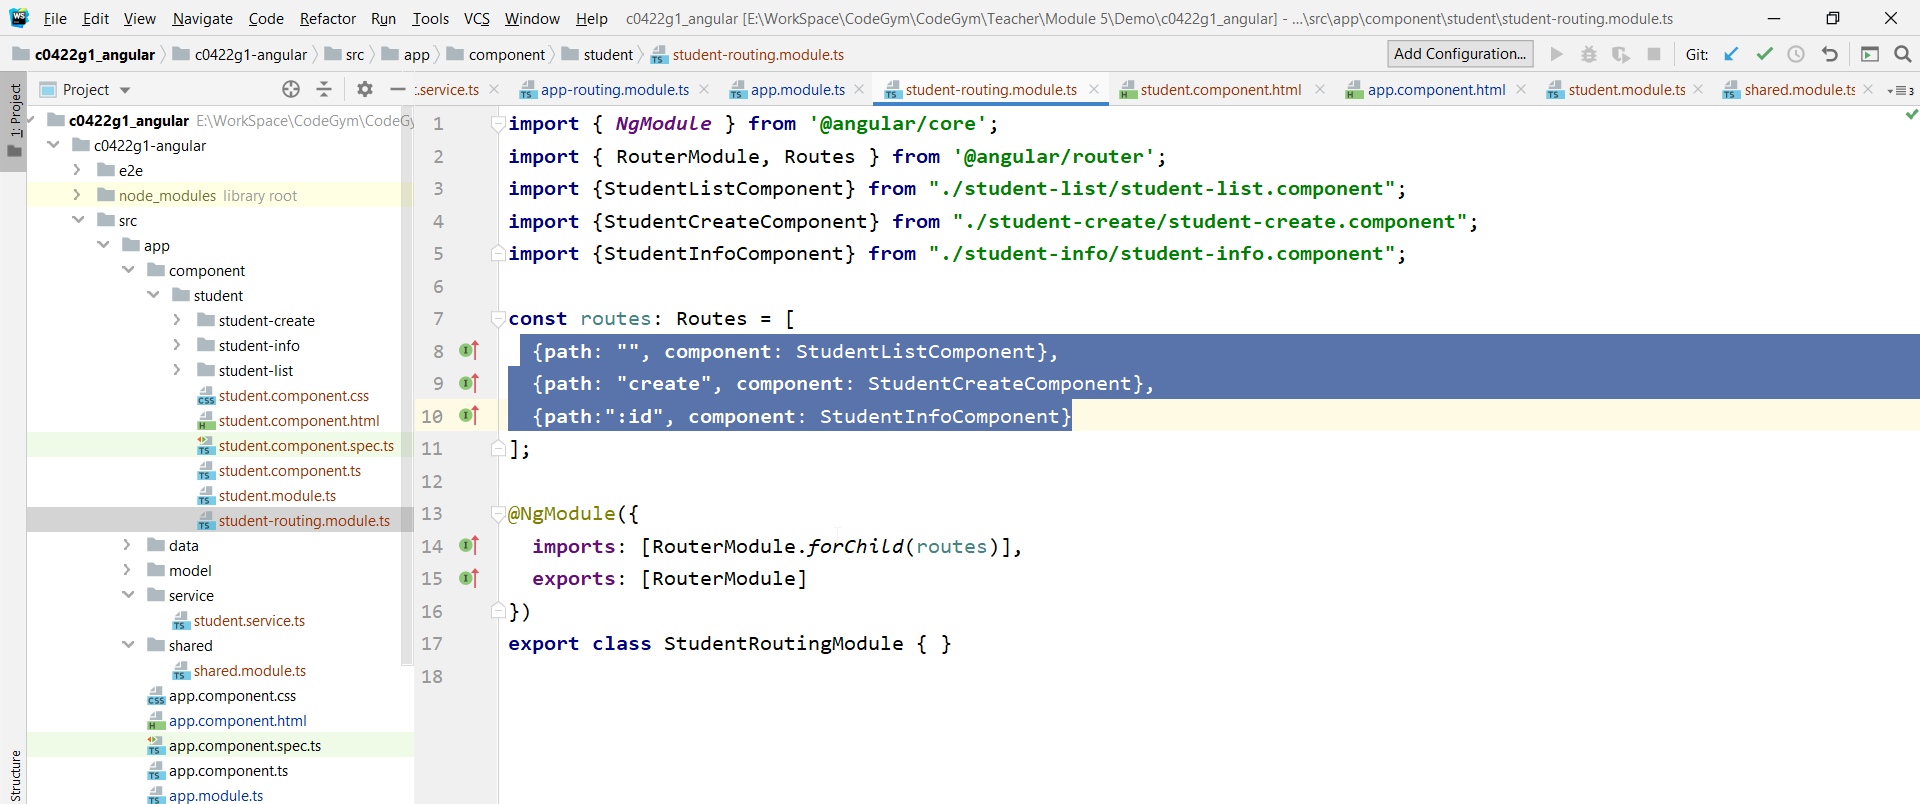 WS File Edit View Navigate Code Refactor Run Tools VCS Window Help c0422g1_angular [E:\WorkSpace\CodeGym\CodeGym\Teacher\Module 5\Demo\c0422g1_angular] - ...\src\app\component\student\student-routing.module.ts
c0422g1_angular c0422g1-angular src app component student student-routing.module.ts Add Configuration... Git:
Project t.service.ts app-routing.module.ts app.module.ts student-routing.module.ts student.component.html app.component.html student.module.ts shared.module.ts 3
1: Project
Structure
c0422g1_angular E:\WorkSpace\CodeGym\CodeGy
c0422g1-angular
e2e
node_modules library root
src
app
component
student
student-create
student-info
student-list
student.component.css
student.component.html
student.component.spec.ts
student.component.ts
student.module.ts
student-routing.module.ts
data
model
service
student.service.ts
shared
shared.module.ts
app.component.css
app.component.html
app.component.spec.ts
app.component.ts
app.module.ts
1 import { NgModule } from '@angular/core';
2 import { RouterModule, Routes } from '@angular/router';
3 import {StudentListComponent} from "./student-list/student-list.component";
4 import {StudentCreateComponent} from "./student-create/student-create.component";
5 import {StudentInfoComponent} from "./student-info/student-info.component";
6
7 const routes: Routes = [
8 {path: "", component: StudentListComponent},
9 {path: "create", component: StudentCreateComponent},
10 {path:":id", component: StudentInfoComponent}
11 ];
12
13 @NgModule({
14 imports: [RouterModule.forChild(routes)],
15 exports: [RouterModule]
16 })
17 export class StudentRoutingModule { }
18